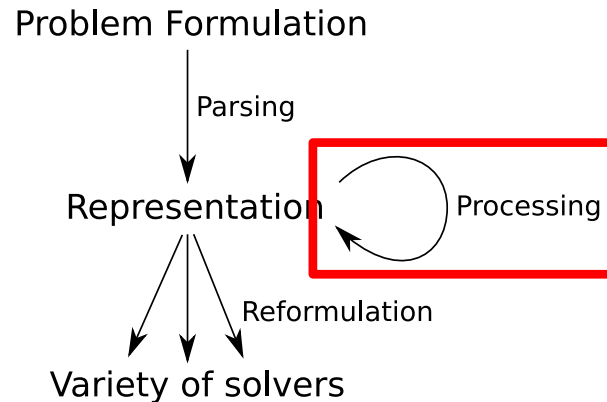 Problem Formulation
Parsing
Representation
Processing
Reformulation
Variety of solvers